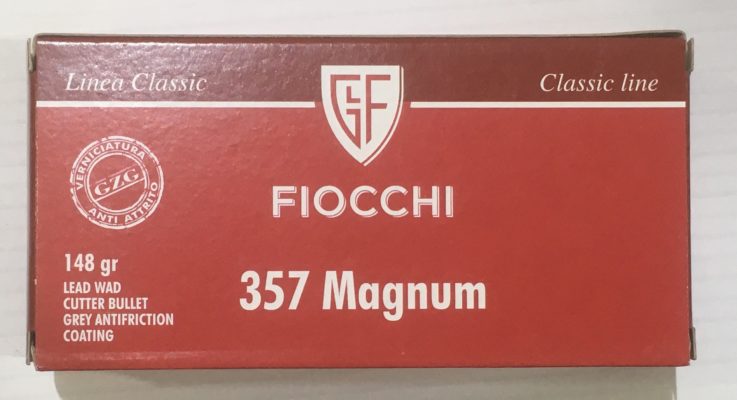 Linea Classic
Classic line
GF
FIOCCHI
VERNICIATURA
GZG
ANTI ATTRITO
148 gr
LEAD WAD
CUTTER BULLET
GREY ANTIFRICTION
COATING
357 Magnum